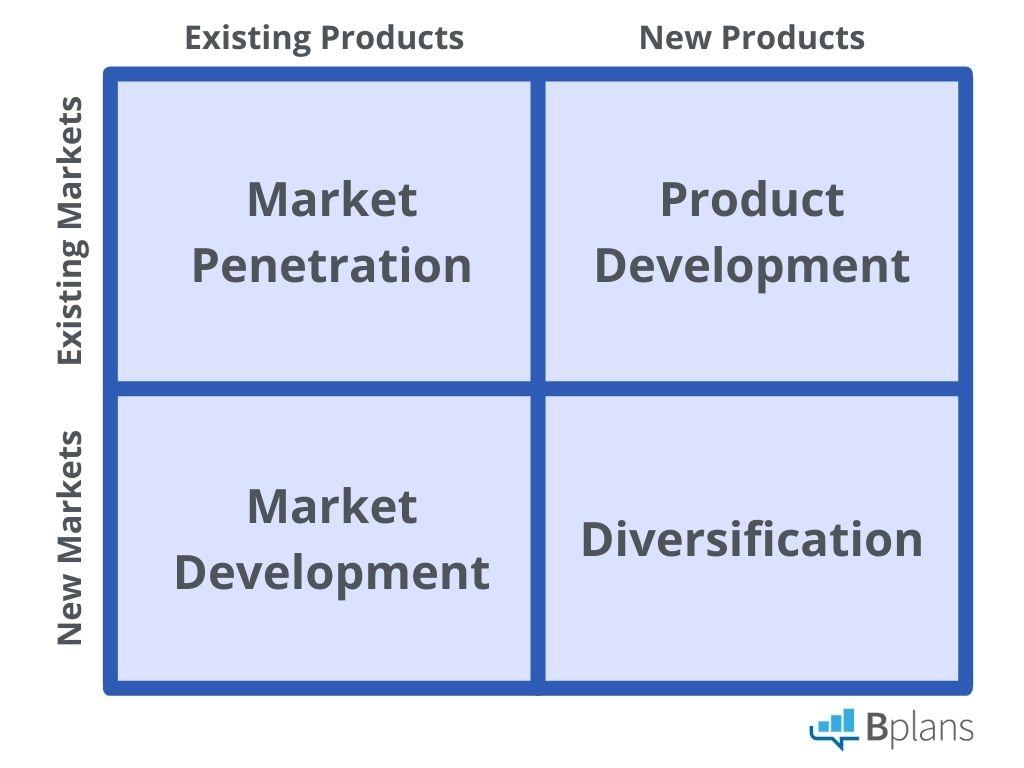 Existing Products
New Products
Existing Markets
Market
Penetration
Product
Development
New Markets
Market
Development
Diversification
Bplans